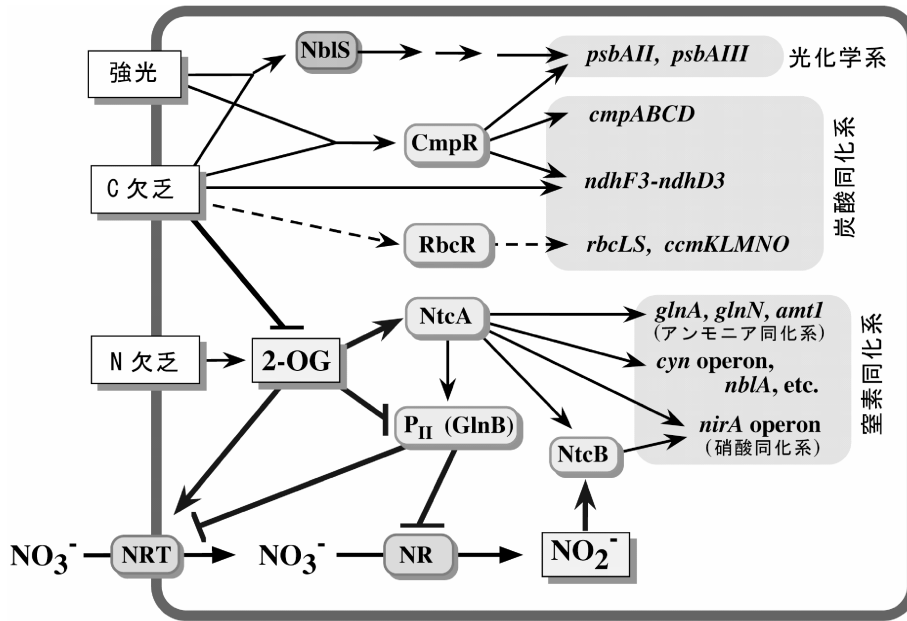 強光
NblS
psbAII, psbAIII
光化学系
C 欠乏
CmpR
cmpABCD
ndhF3-ndhD3
RbcR
rbcLS, ccmKLMNO
炭酸同化系
N 欠乏
2-OG
NtcA
glnA, glnN, amt1
(アンモニア同化系)
cyn operon,
nblA, etc.
PII (GlnB)
NtcB
nirA operon
(硝酸同化系)
窒素同化系
NO3-
NRT
NO3-
NR
NO2-